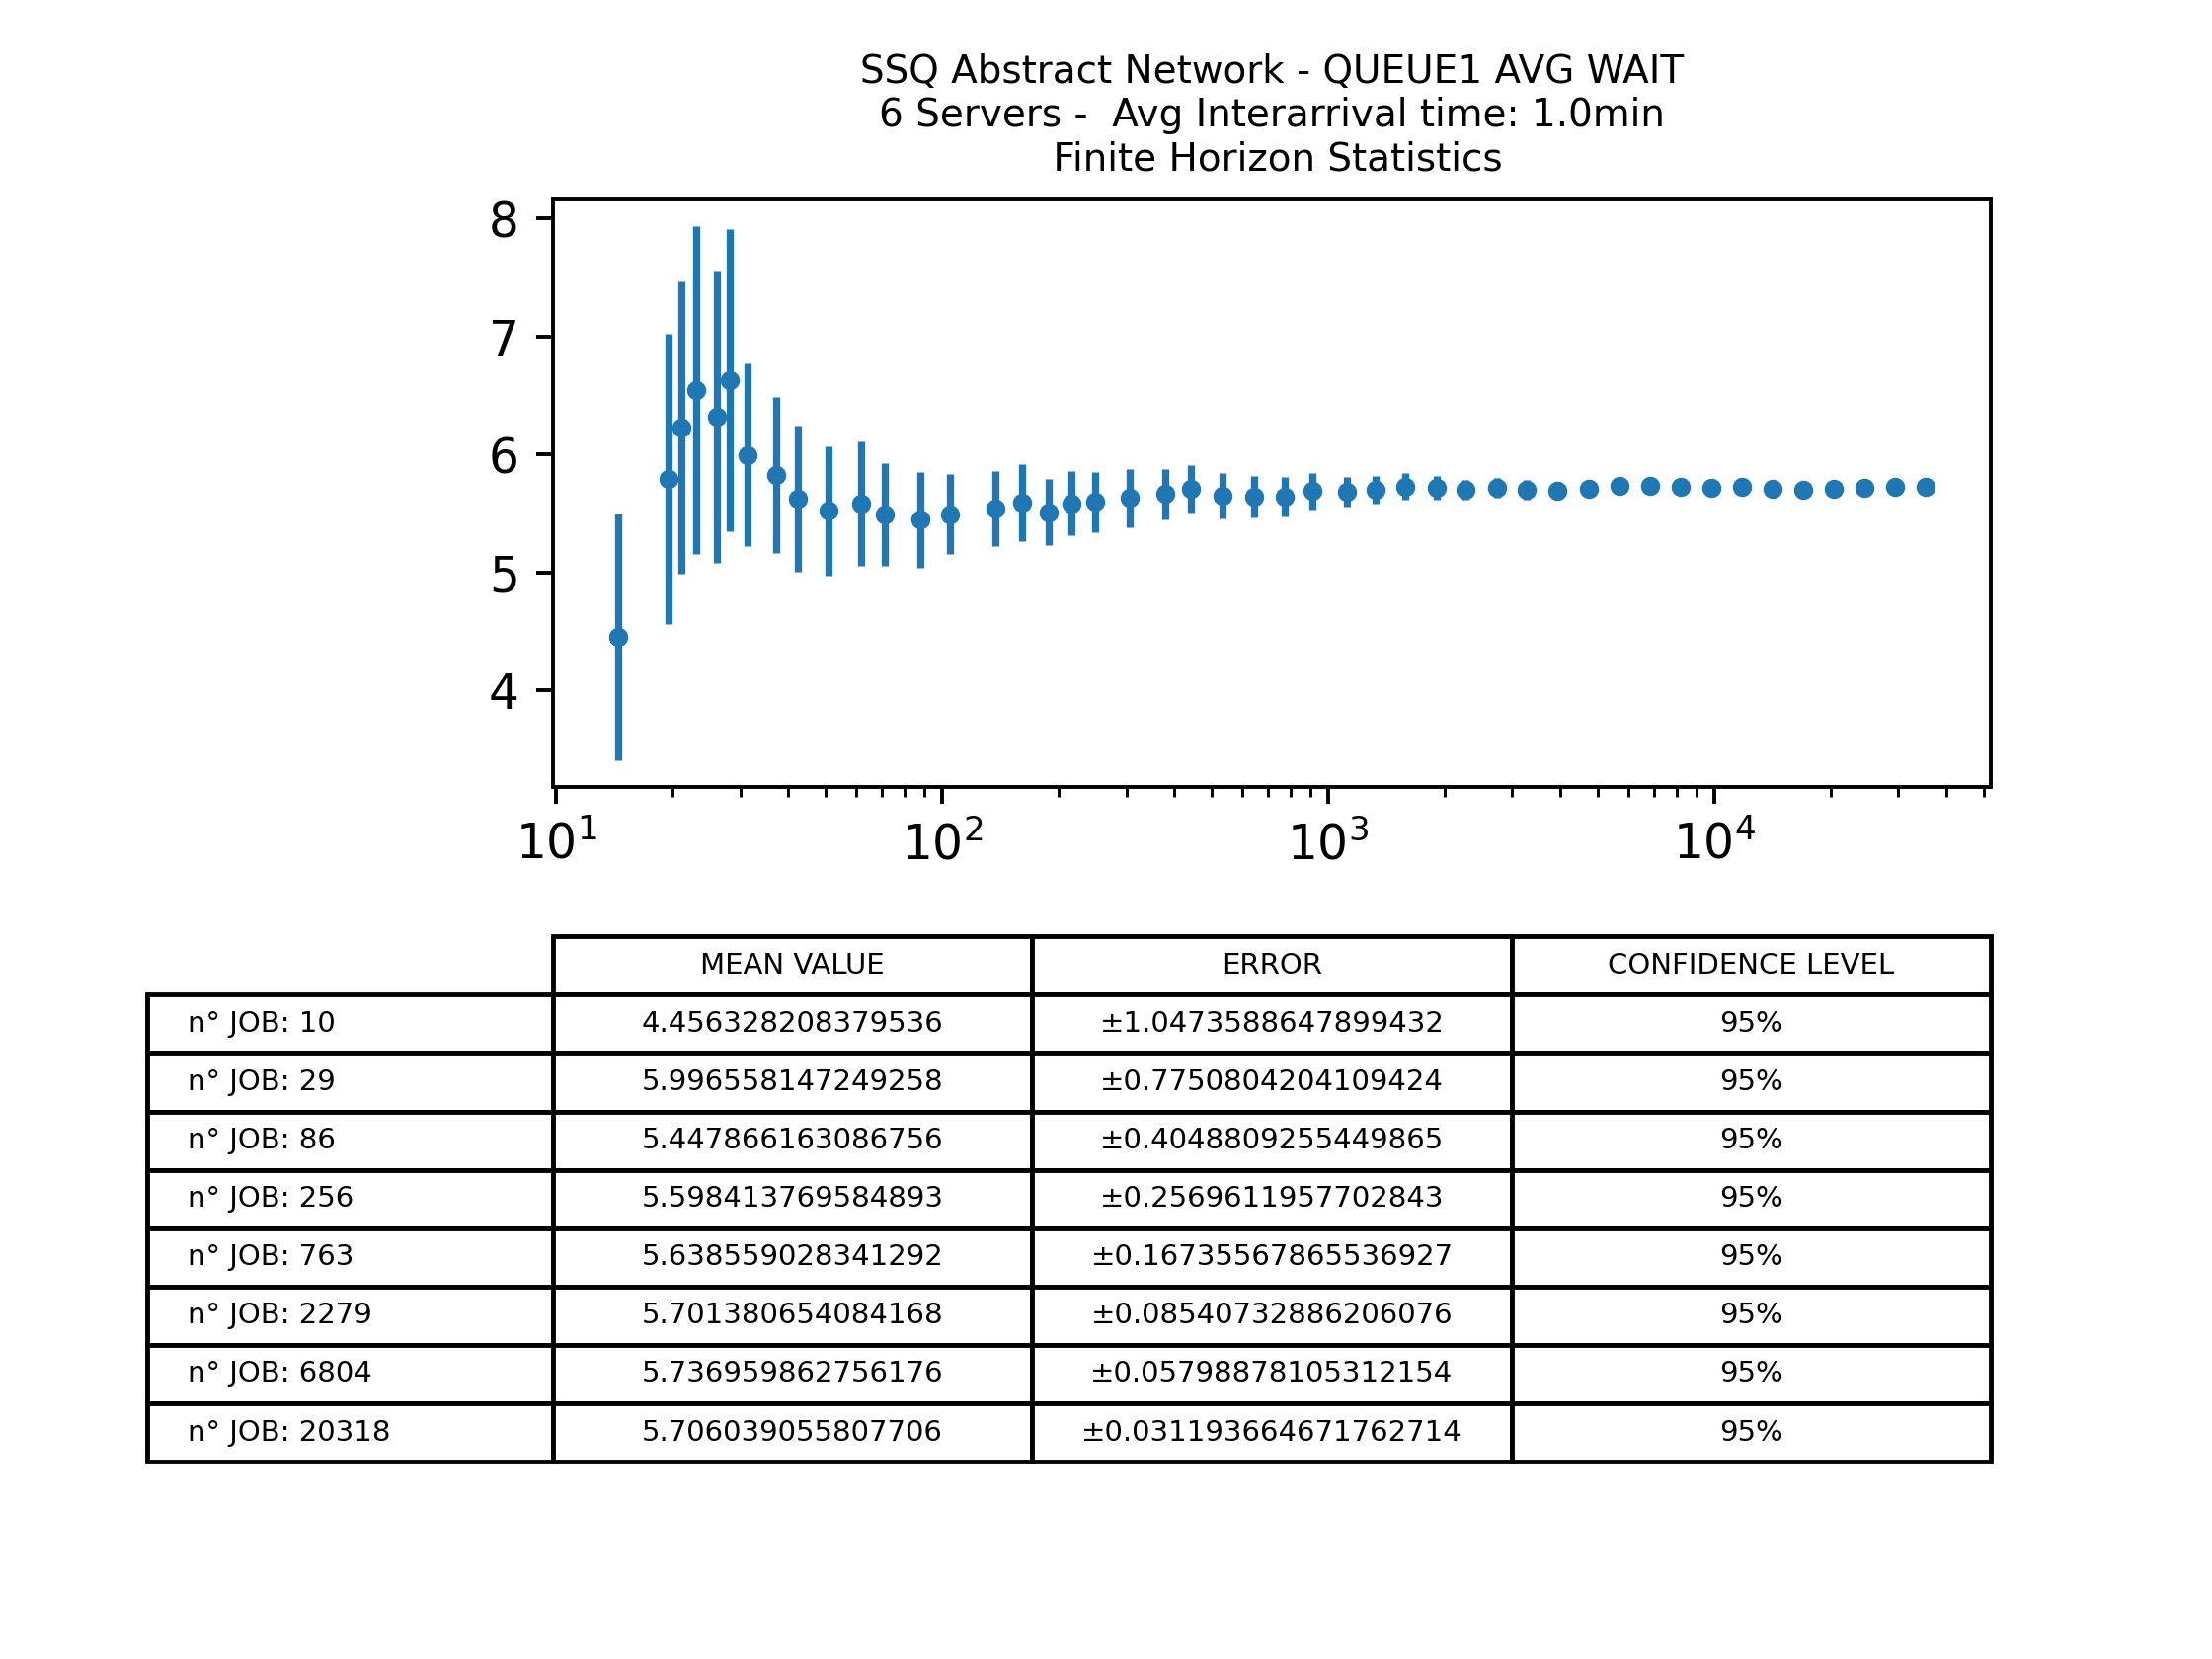 SSQ Abstract Network - QUEUE1 AVG WAIT
6 Servers -  Avg Interarrival time: 1.0min
Finite Horizon Statistics
8
7
6
5
4
10¹ 10² 10³ 10⁴
MEAN VALUE ERROR CONFIDENCE LEVEL
n° JOB: 10 4.456328208379536 ±1.0473588647899432 95%
n° JOB: 29 5.996558147249258 ±0.7750804204109424 95%
n° JOB: 86 5.447866163086756 ±0.4048809255449865 95%
n° JOB: 256 5.598413769584893 ±0.2569611957702843 95%
n° JOB: 763 5.638559028341292 ±0.16735567865536927 95%
n° JOB: 2279 5.701380654084168 ±0.08540732886206076 95%
n° JOB: 6804 5.736959862756176 ±0.05798878105312154 95%
n° JOB: 20318 5.706039055807706 ±0.031193664671762714 95%